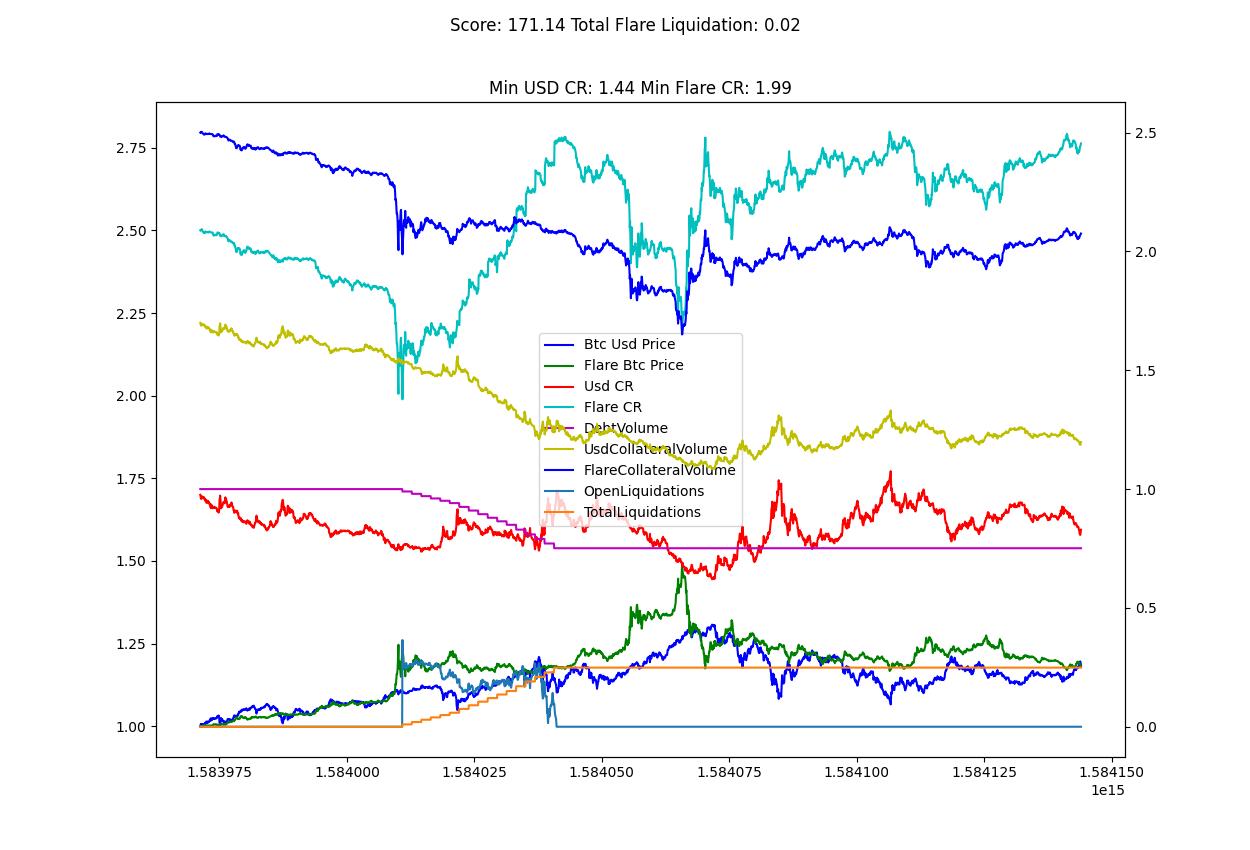 Score: 171.14 Total Flare Liquidation: 0.02
Min USD CR: 1.44 Min Flare CR: 1.99
2.75
2.50
2.25
2.00
1.75
1.50
1.25
1.00
2.5
2.0
1.5
1.0
0.5
0.0
Btc Usd Price
Flare Btc Price
Usd CR
Flare CR
DebtVolume
UsdCollateralVolume
FlareCollateralVolume
OpenLiquidations
TotalLiquidations
1.583975 1.584000 1.584025 1.584050 1.584075 1.584100 1.584125 1.584150
1e15